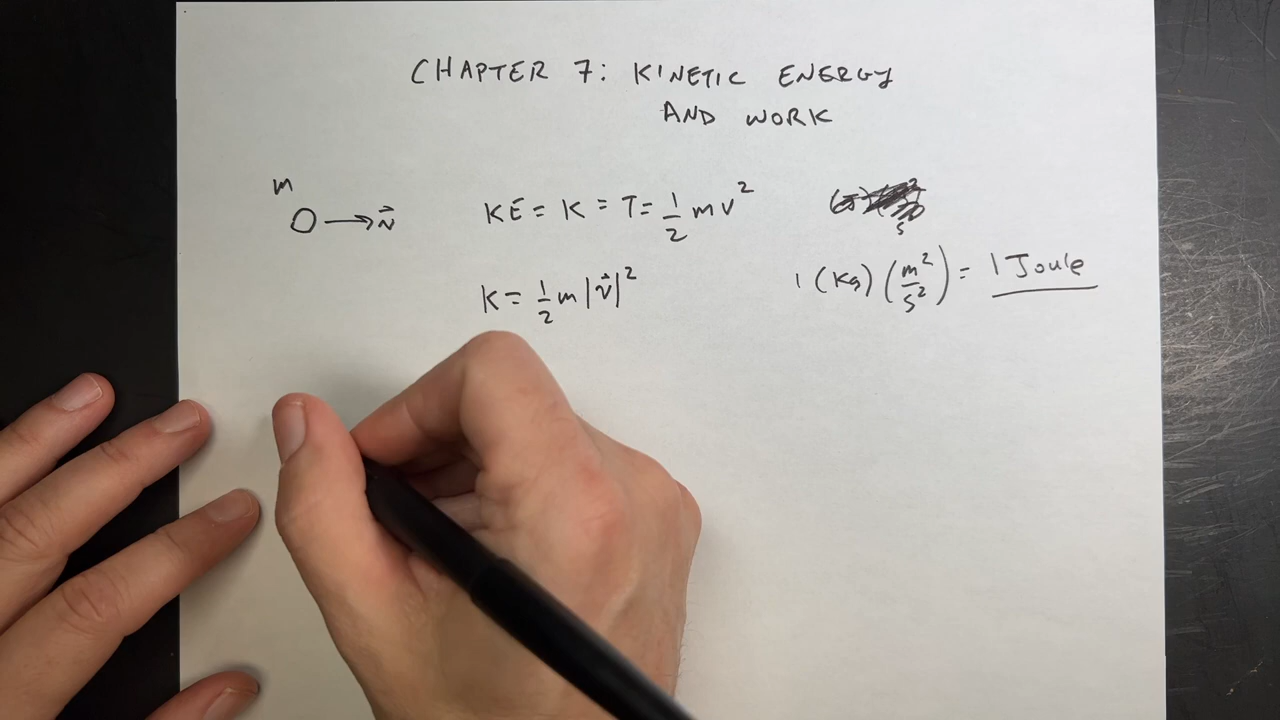 CHAPTER 7: KINETIC ENERGY
AND WORK
m
v⃗
KE = K = T = 1/2 mv²
K = 1/2 m|v⃗|²
1 (Kg) (m²/s²) = 1 Joule